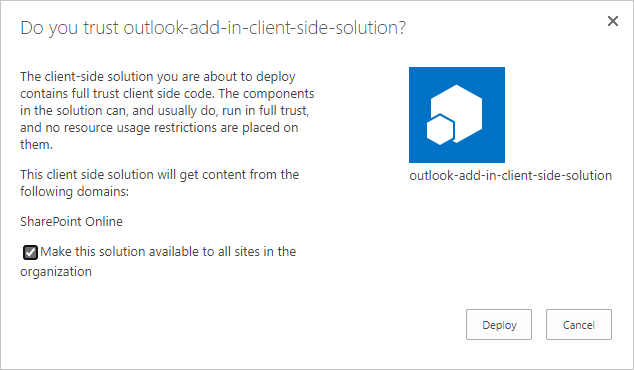 Do you trust outlook-add-in-client-side-solution?
The client-side solution you are about to deploy
contains full trust client side code. The components
in the solution can, and usually do, run in full trust,
and no resource usage restrictions are placed on
them.
This client side solution will get content from the
following domains:
SharePoint Online
Make this solution available to all sites in the
organization
outlook-add-in-client-side-solution
Deploy
Cancel